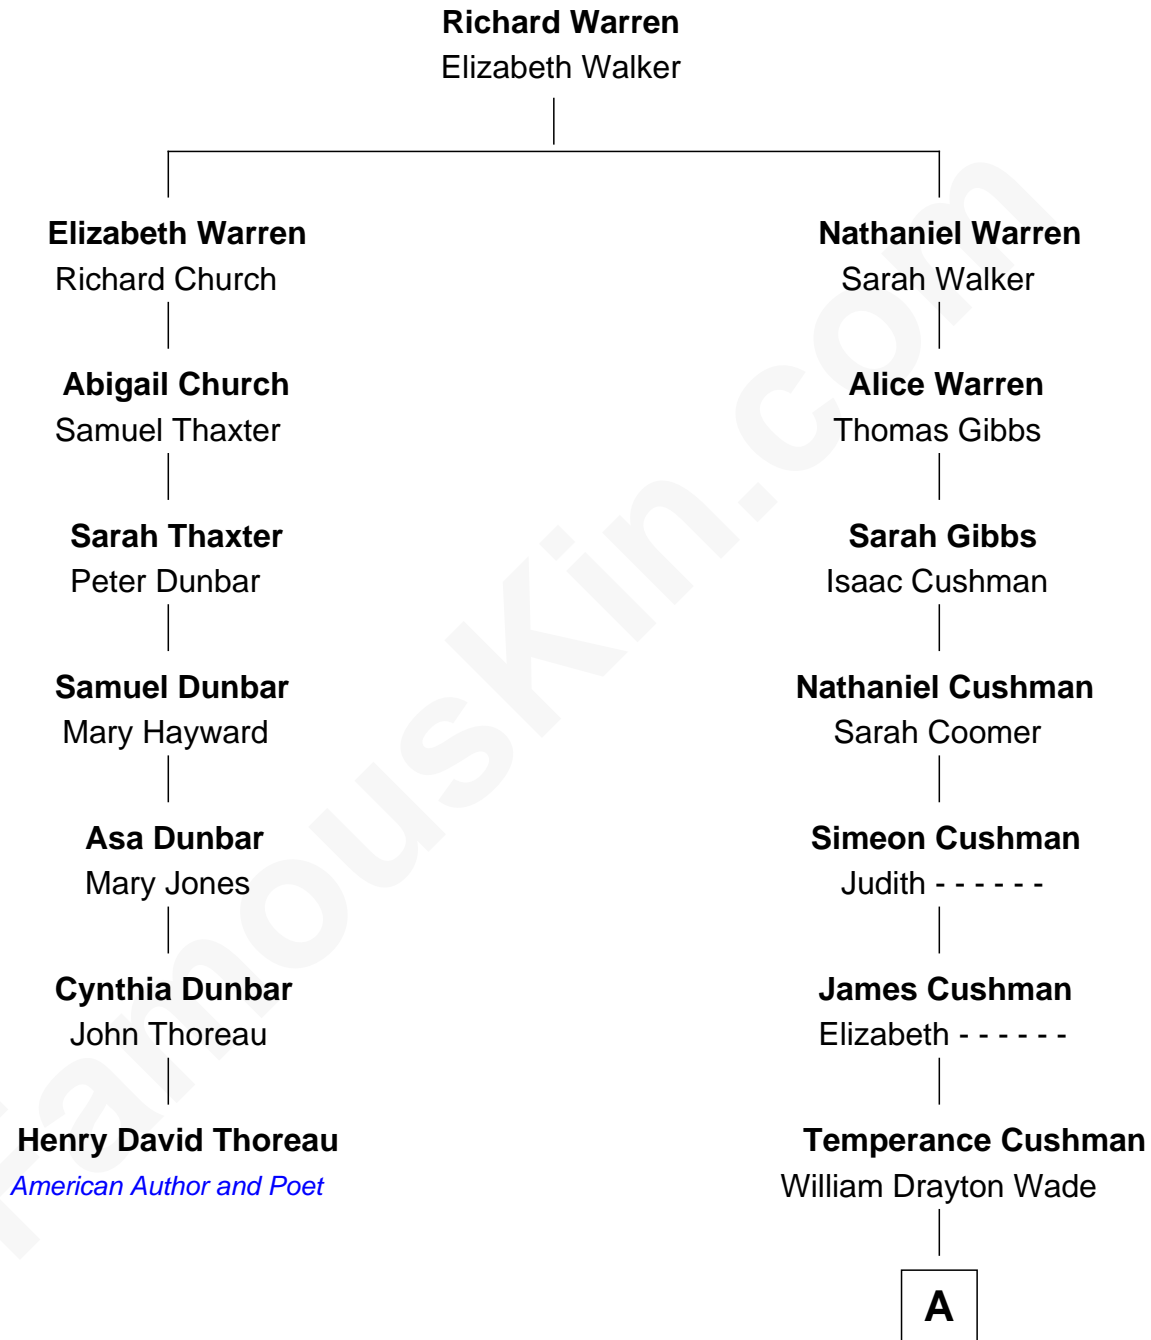 Richard Warren
Elizabeth Walker
Elizabeth Warren
Richard Church
Nathaniel Warren
Sarah Walker
Abigail Church
Samuel Thaxter
Alice Warren
Thomas Gibbs
Sarah Thaxter
Peter Dunbar
Sarah Gibbs
Isaac Cushman
Samuel Dunbar
Mary Hayward
Nathaniel Cushman
Sarah Coomer
Asa Dunbar
Mary Jones
Simeon Cushman
Judith - - - - - -
Cynthia Dunbar
John Thoreau
James Cushman
Elizabeth - - - - - -
Henry David Thoreau
American Author and Poet
Temperance Cushman
William Drayton Wade
A
FamousKin.com